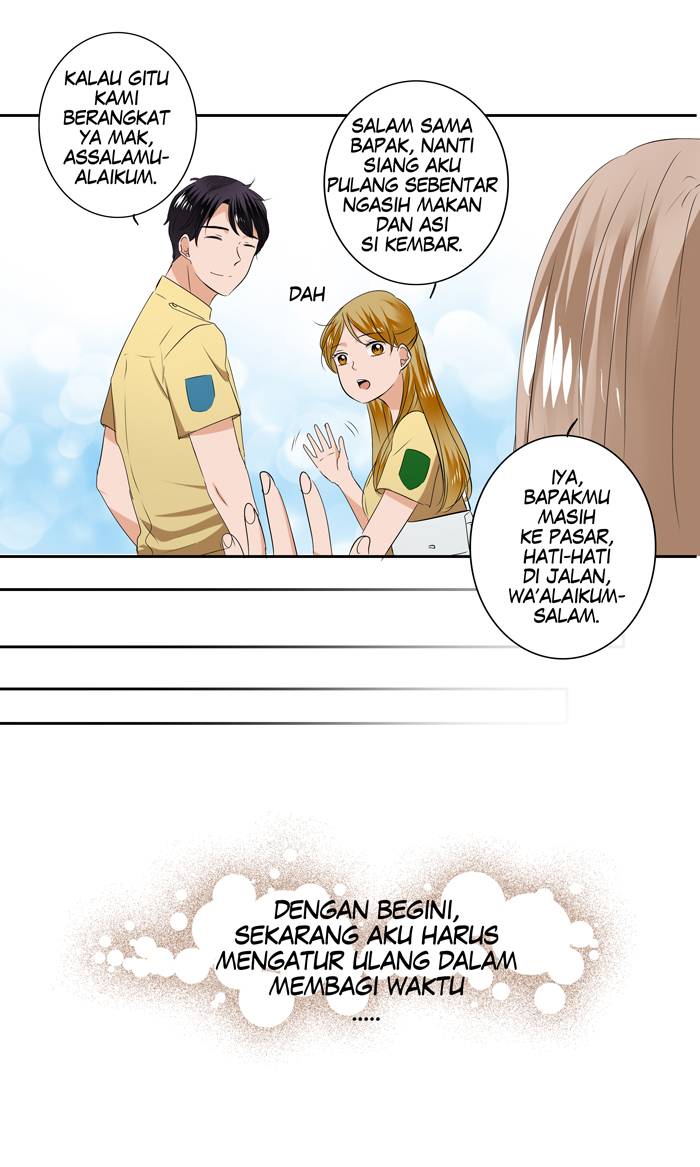 KALAU GITU
KAMI
BERANGKAT
YA MAK,
ASSALAMU-
ALAIKUM.
SALAM SAMA
BAPAK, NANTI
SIANG AKU
PULANG SEBENTAR
NGASIH MAKAN
DAN ASI
SI KEMBAR.
DAH
IYA,
BAPAKMU
MASIH
KE PASAR,
HATI-HATI
DI JALAN,
WA'ALAIKUM-
SALAM.
DENGAN BEGINI,
SEKARANG AKU HARUS
MENGATUR ULANG DALAM
MEMBAGI WAKTU
.....